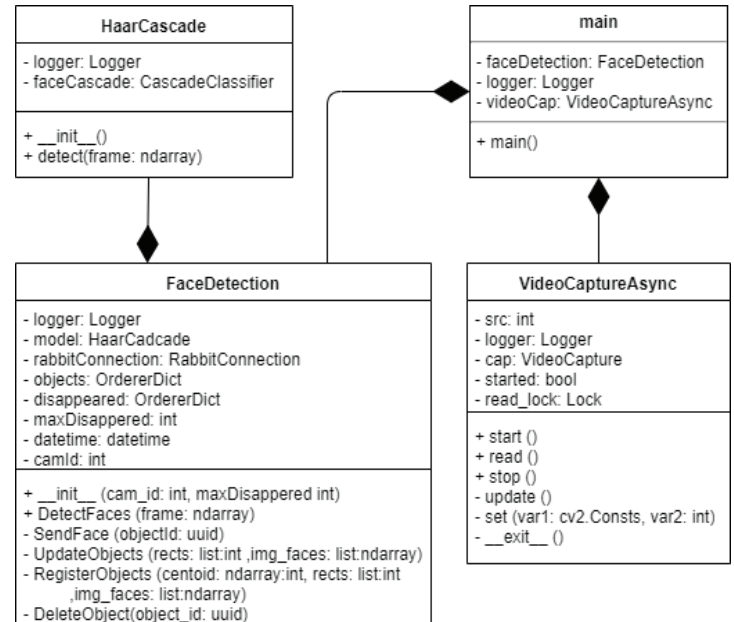 HaarCascade
- logger: Logger
- faceCascade: CascadeClassifier
+ __init__()
+ detect(frame: ndarray)
main
- faceDetection: FaceDetection
- logger: Logger
- videoCap: VideoCaptureAsync
+ main()
FaceDetection
- logger: Logger
- model: HaarCadcade
- rabbitConnection: RabbitConnection
- objects: OrdererDict
- disappeared: OrdererDict
- maxDisappered: int
- datetime: datetime
- camId: int
+ __init__ (cam_id: int, maxDisappered int)
+ DetectFaces (frame: ndarray)
- SendFace (objectId: uuid)
- UpdateObjects (rects: list:int ,img_faces: list:ndarray)
- RegisterObjects (centoid: ndarray:int, rects: list:int
,img_faces: list:ndarray)
- DeleteObject(object_id: uuid)
VideoCaptureAsync
- src: int
- logger: Logger
- cap: VideoCapture
- started: bool
- read_lock: Lock
+ start ()
+ read ()
+ stop ()
- update ()
- set (var1: cv2.Consts, var2: int)
- __exit__ ()